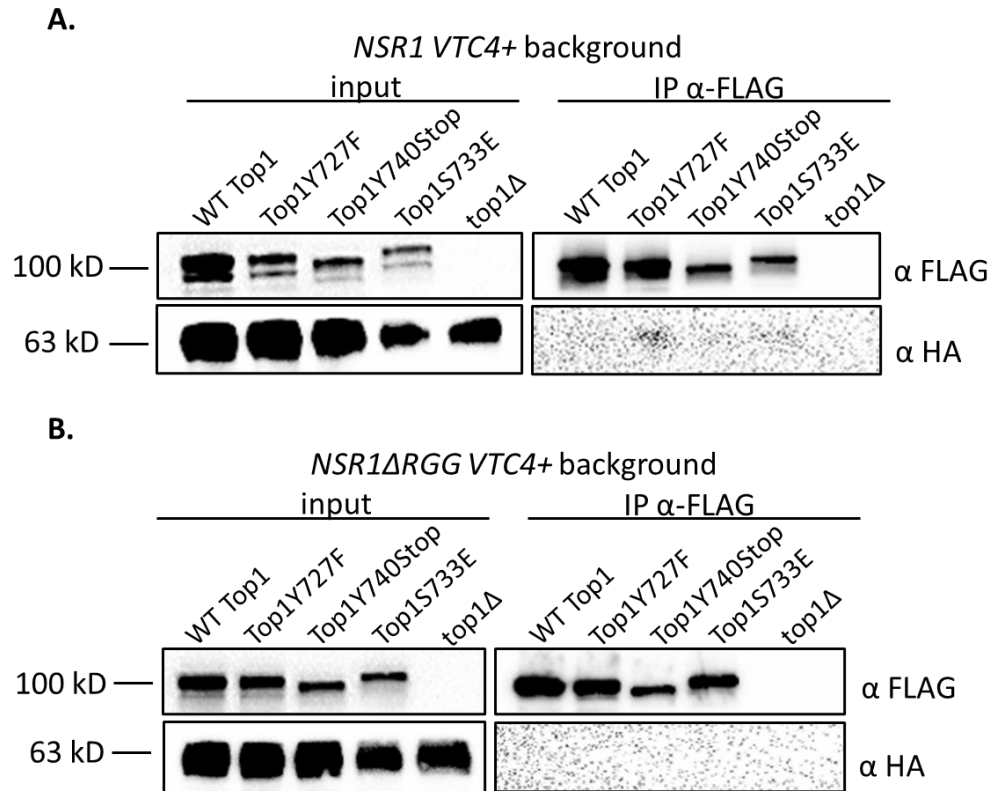 A.
NSR1 VTC4+ background
input IP α-FLAG
WT Top1 Top1Y727F Top1Y740Stop Top1S733E top1Δ WT Top1 Top1Y727F Top1Y740Stop Top1S733E top1Δ
100 kD α FLAG
63 kD α HA
B.
NSR1ΔRGG VTC4+ background
input IP α-FLAG
WT Top1 Top1Y727F Top1Y740Stop Top1S733E top1Δ WT Top1 Top1Y727F Top1Y740Stop Top1S733E top1Δ
100 kD α FLAG
63 kD α HA